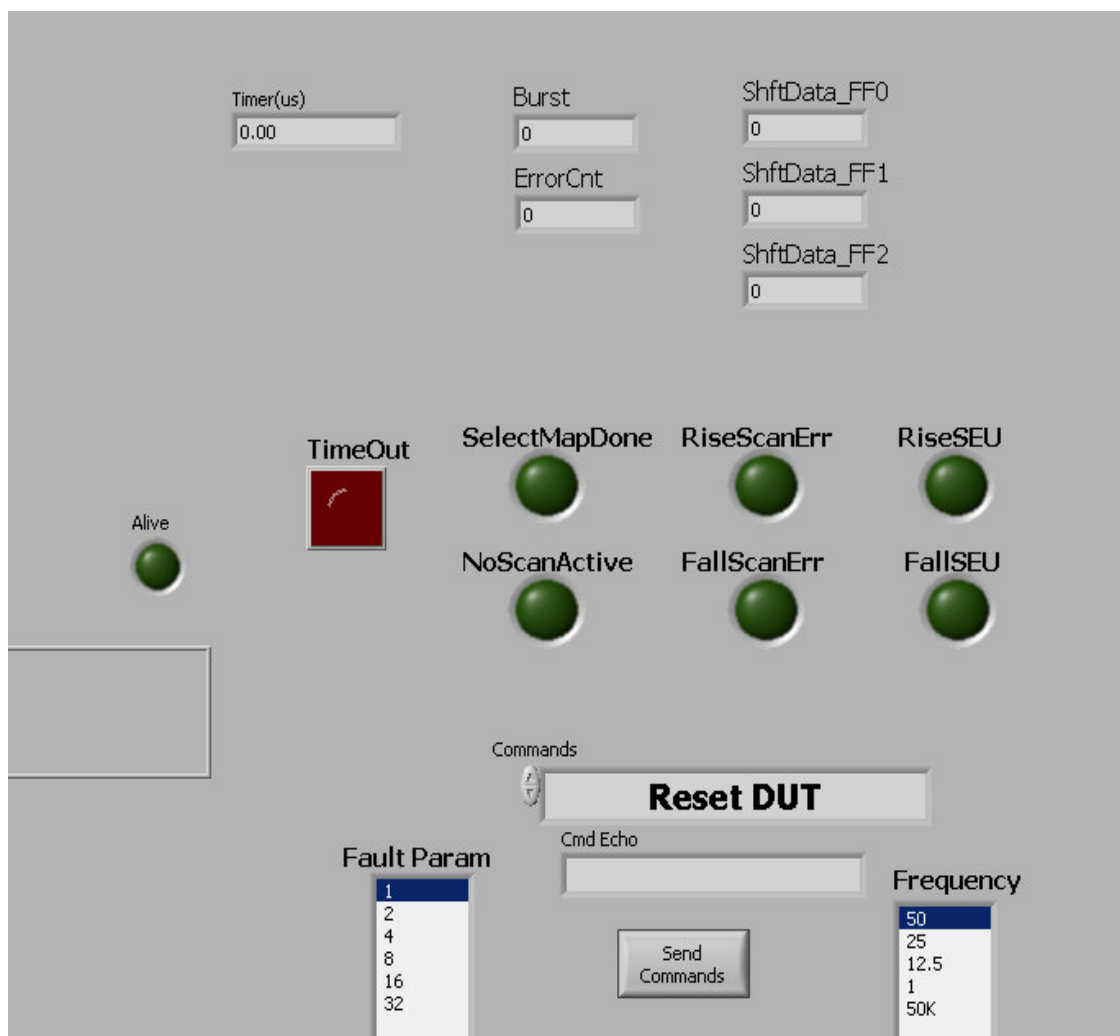 Timer(us)
0.00
Burst
0
ErrorCnt
0
ShftData_FF0
0
ShftData_FF1
0
ShftData_FF2
0
TimeOut
SelectMapDone
RiseScanErr
RiseSEU
Alive
NoScanActive
FallScanErr
FallSEU
Commands
Reset DUT
Cmd Echo
Fault Param
1
2
4
8
16
32
Send
Commands
Frequency
50
25
12.5
1
50K